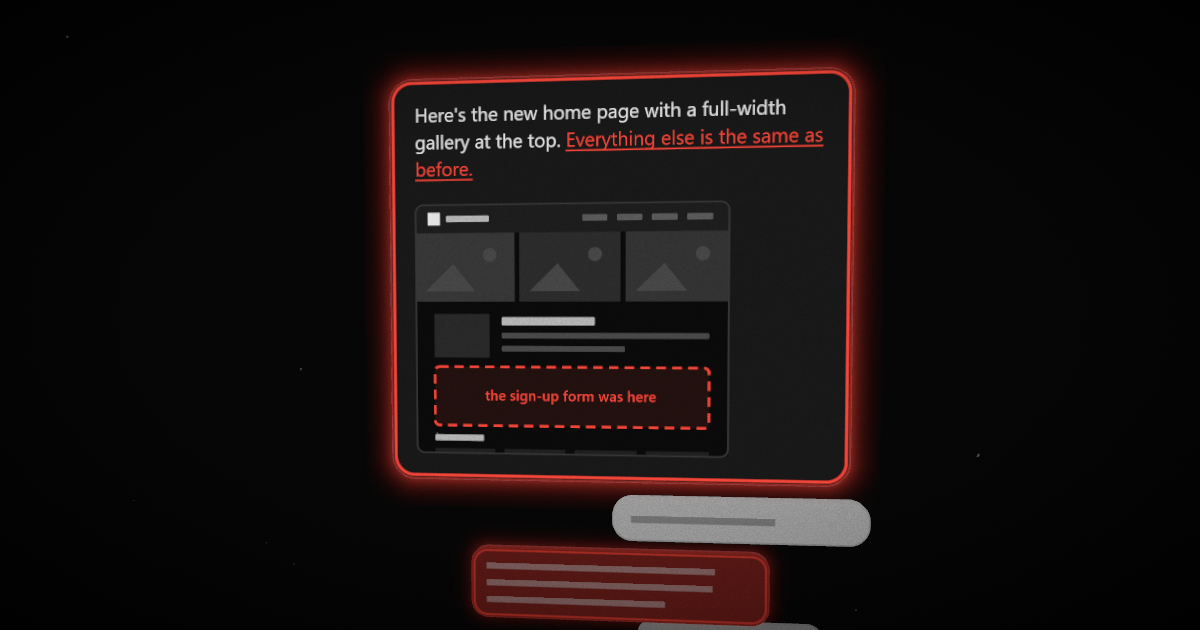 Here's the new home page with a full-width
gallery at the top. Everything else is the same as
before.
the sign-up form was here